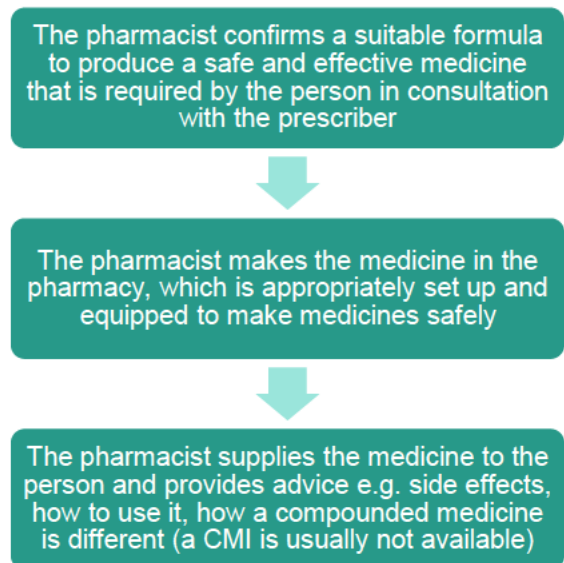 The pharmacist confirms a suitable formula
to produce a safe and effective medicine
that is required by the person in consultation
with the prescriber
The pharmacist makes the medicine in the
pharmacy, which is appropriately set up and
equipped to make medicines safely
The pharmacist supplies the medicine to the
person and provides advice e.g. side effects,
how to use it, how a compounded medicine
is different (a CMI is usually not available)